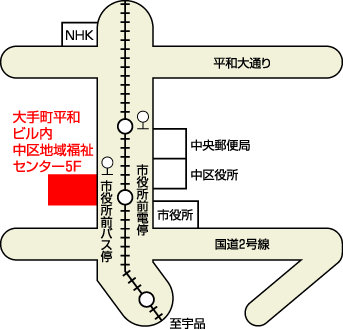 NHK
平和大通り
大手町平和
ビル内
中区地域福祉
センター5F
中央郵便局
中区役所
市役所前電停
市役所前バス停
市役所
国道2号線
至宇品